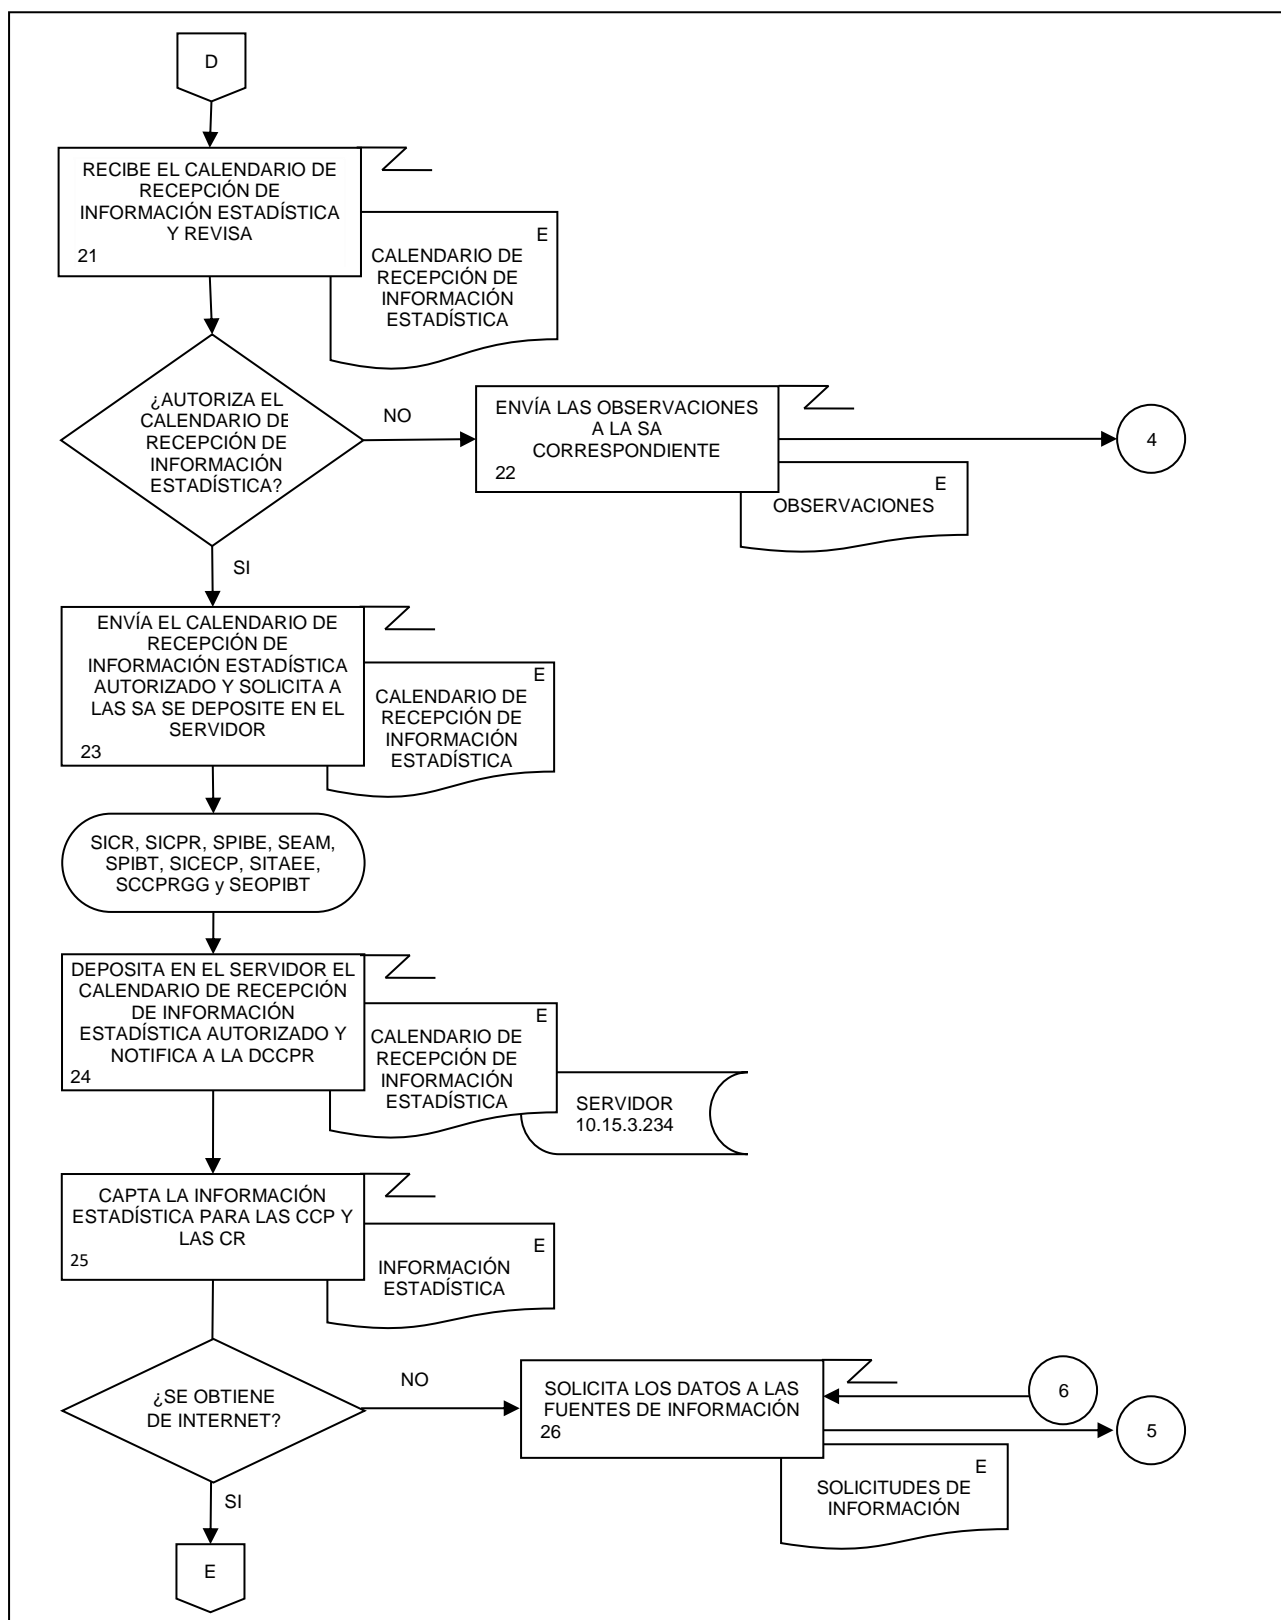 D
RECIBE EL CALENDARIO DE
RECEPCIÓN DE
INFORMACIÓN ESTADÍSTICA
Y REVISA
21
E
CALENDARIO DE
RECEPCIÓN DE
INFORMACIÓN
ESTADÍSTICA
¿AUTORIZA EL
CALENDARIO DE
RECEPCIÓN DE
INFORMACIÓN
ESTADÍSTICA?
NO
ENVÍA LAS OBSERVACIONES
A LA SA
CORRESPONDIENTE
22
4
E
OBSERVACIONES
SI
ENVÍA EL CALENDARIO DE
RECEPCIÓN DE
INFORMACIÓN ESTADÍSTICA
AUTORIZADO Y SOLICITA A
LAS SA SE DEPOSITE EN EL
SERVIDOR
23
E
CALENDARIO DE
RECEPCIÓN DE
INFORMACIÓN
ESTADÍSTICA
SICR, SICPR, SPIBE, SEAM,
SPIBT, SICECP, SITAEE,
SCCPRGG y SEOPIBT
DEPOSITA EN EL SERVIDOR EL
CALENDARIO DE RECEPCIÓN
DE INFORMACIÓN
ESTADÍSTICA AUTORIZADO Y
NOTIFICA A LA DCCPR
24
E
CALENDARIO DE
RECEPCIÓN DE
INFORMACIÓN
ESTADÍSTICA
SERVIDOR
10.15.3.234
CAPTA LA INFORMACIÓN
ESTADÍSTICA PARA LAS CCP Y
LAS CR
25
E
INFORMACIÓN
ESTADÍSTICA
¿SE OBTIENE
DE INTERNET?
NO
SOLICITA LOS DATOS A LAS
FUENTES DE INFORMACIÓN
26
6
5
E
SOLICITUDES DE
INFORMACIÓN
SI
E